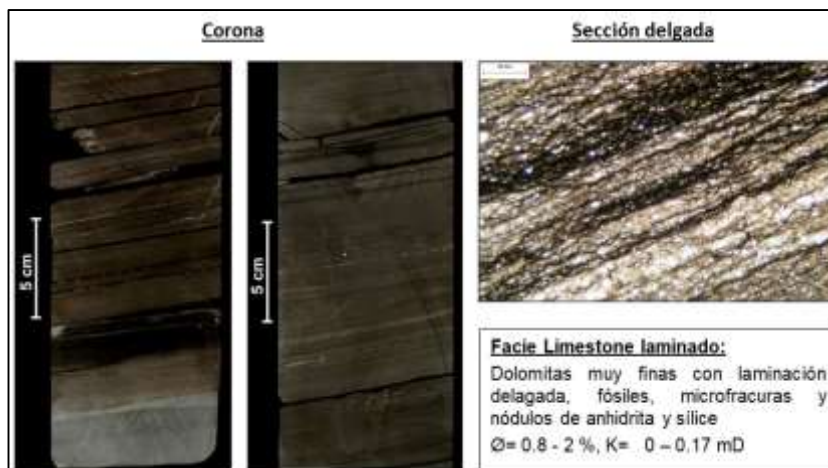 Corona
Sección delgada
5 cm
5 cm
Facie Limestone laminado:
Dolomitas muy finas con laminación
delagada, fósiles, microfracuras y
nódulos de anhidrita y sílice
Ø= 0.8 - 2 %, K= 0 – 0.17 mD